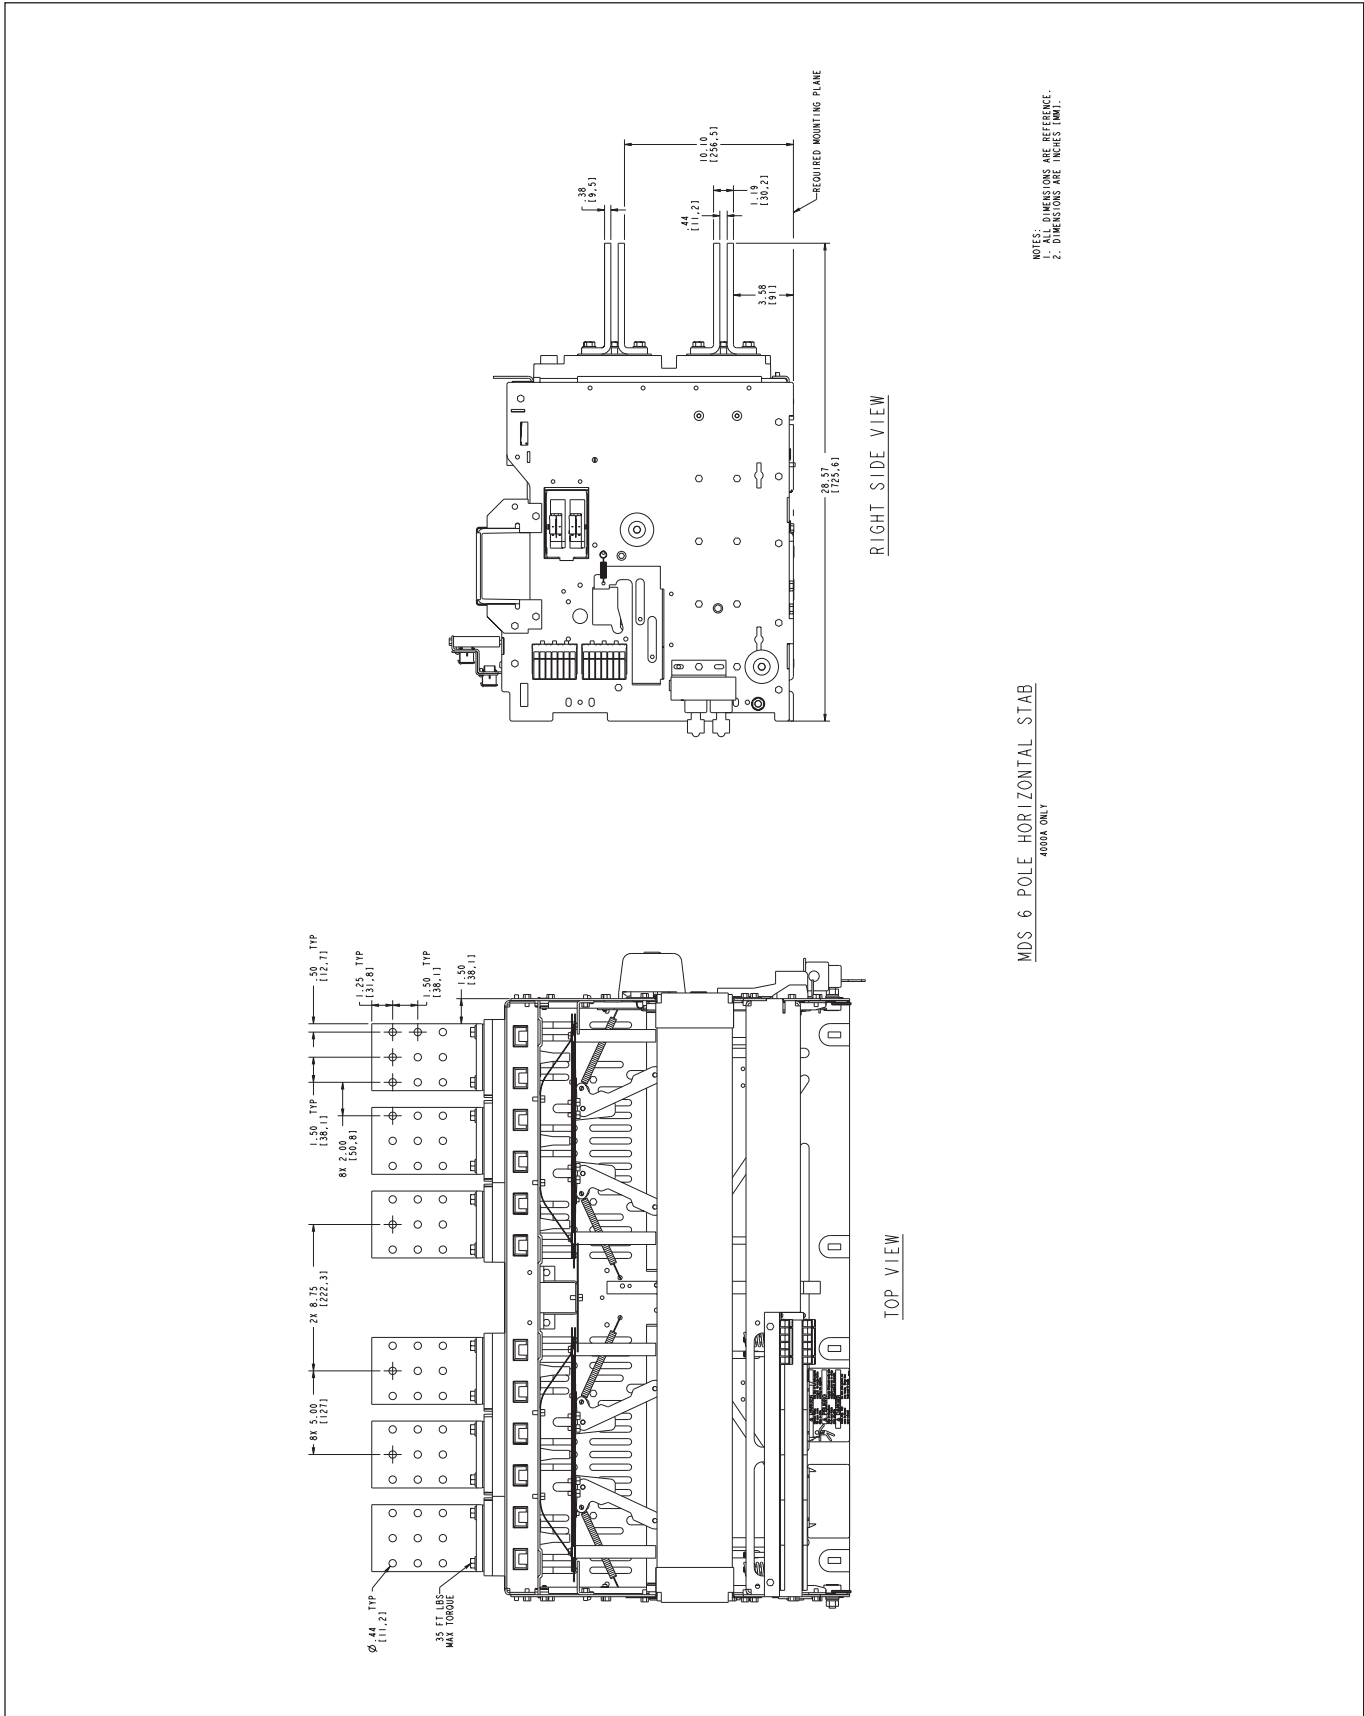 .50 TYP
[12,7]
1.25 TYP
[31,8]
1.50 TYP
[38,1]
1.50
[38,1]
1.50 TYP
[38,1]
8X 2.00
[50,8]
2X 8.75
[222,3]
8X 5.00
[127]
Ø.44 TYP
[11,2]
35 FT LBS
MAX TORQUE
TOP VIEW
.38
[9,5]
10.10
[256,5]
.44
[11,2]
1.19
[30,2]
3.58
[91]
28.57
[725,6]
REQUIRED MOUNTING PLANE
RIGHT SIDE VIEW
NOTES:
1. ALL DIMENSIONS ARE REFERENCE.
2. DIMENSIONS ARE INCHES [MM].
MDS 6 POLE HORIZONTAL STAB
4000A ONLY